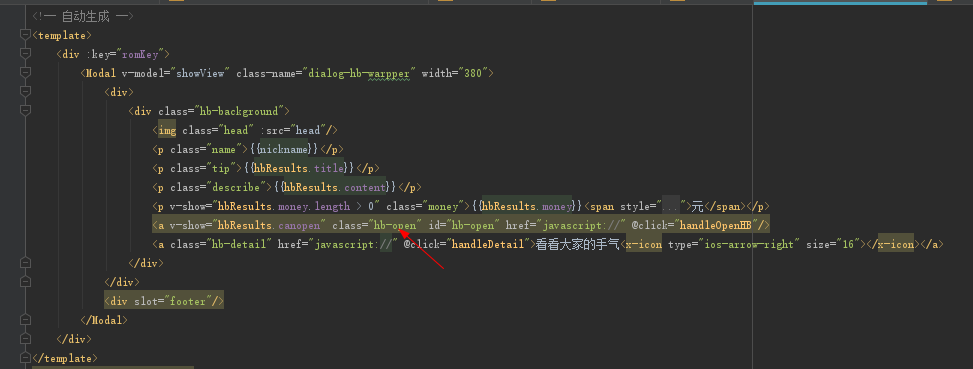 <!-- 自动生成 -->
<template>
<div :key="romKey">
<Modal v-model="showView" class-name="dialog-hb-warpper" width="380">
<div>
<div class="hb-background">
<img class="head" :src="head"/>
<p class="name">{{nickname}}</p>
<p class="tip">{{hbResults.title}}</p>
<p class="describe">{{hbResults.content}}</p>
<p v-show="hbResults.money.length > 0" class="money">{{hbResults.money}}<span style="...">元</span></p>
<a v-show="hbResults.canopen" class="hb-open" id="hb-open" href="javascript://" @click="handleOpenHB"/>
<a class="hb-detail" href="javascript://" @click="handleDetail">看看大家的手气<x-icon type="ios-arrow-right" size="16"></x-icon></a>
</div>
</div>
<div slot="footer"/>
</Modal>
</div>
</template>